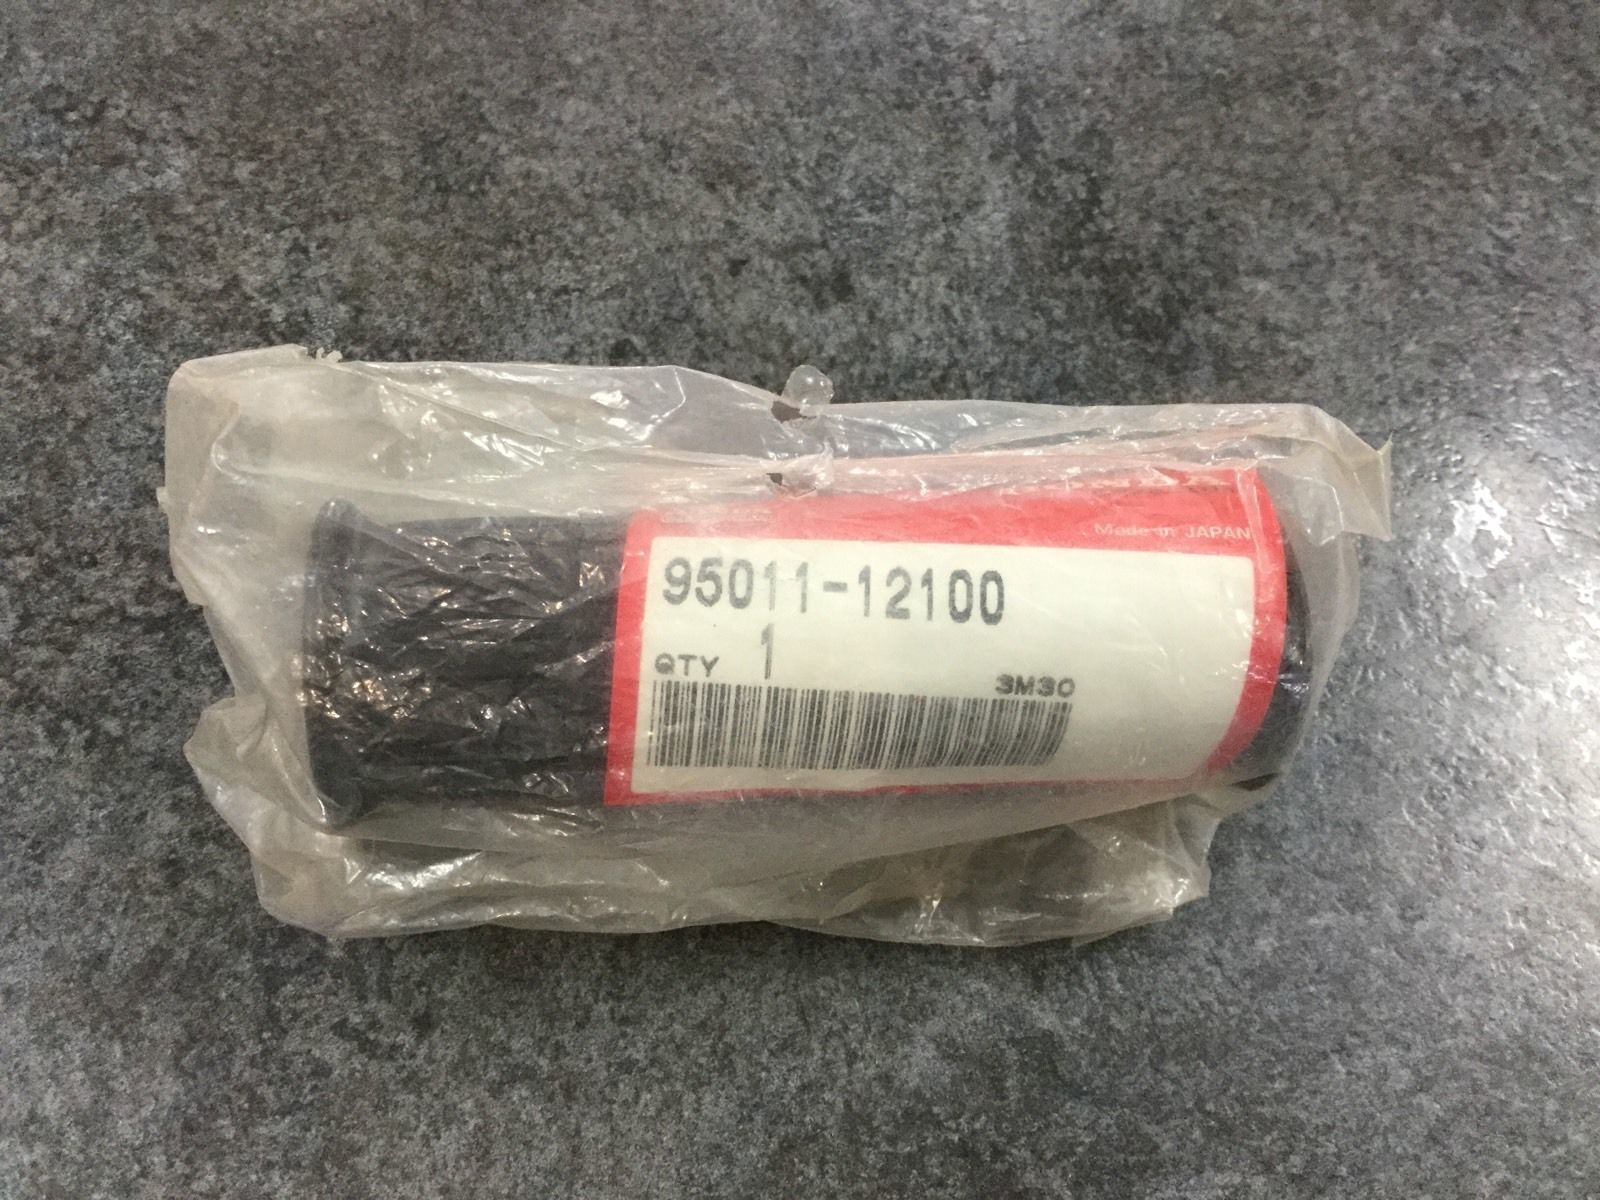 Made in JAPAN
95011-12100
QTY 1
3M30